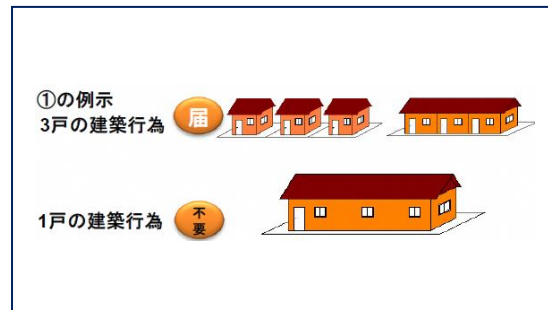 ①の例示
3戸の建築行為
届
1戸の建築行為
不
要